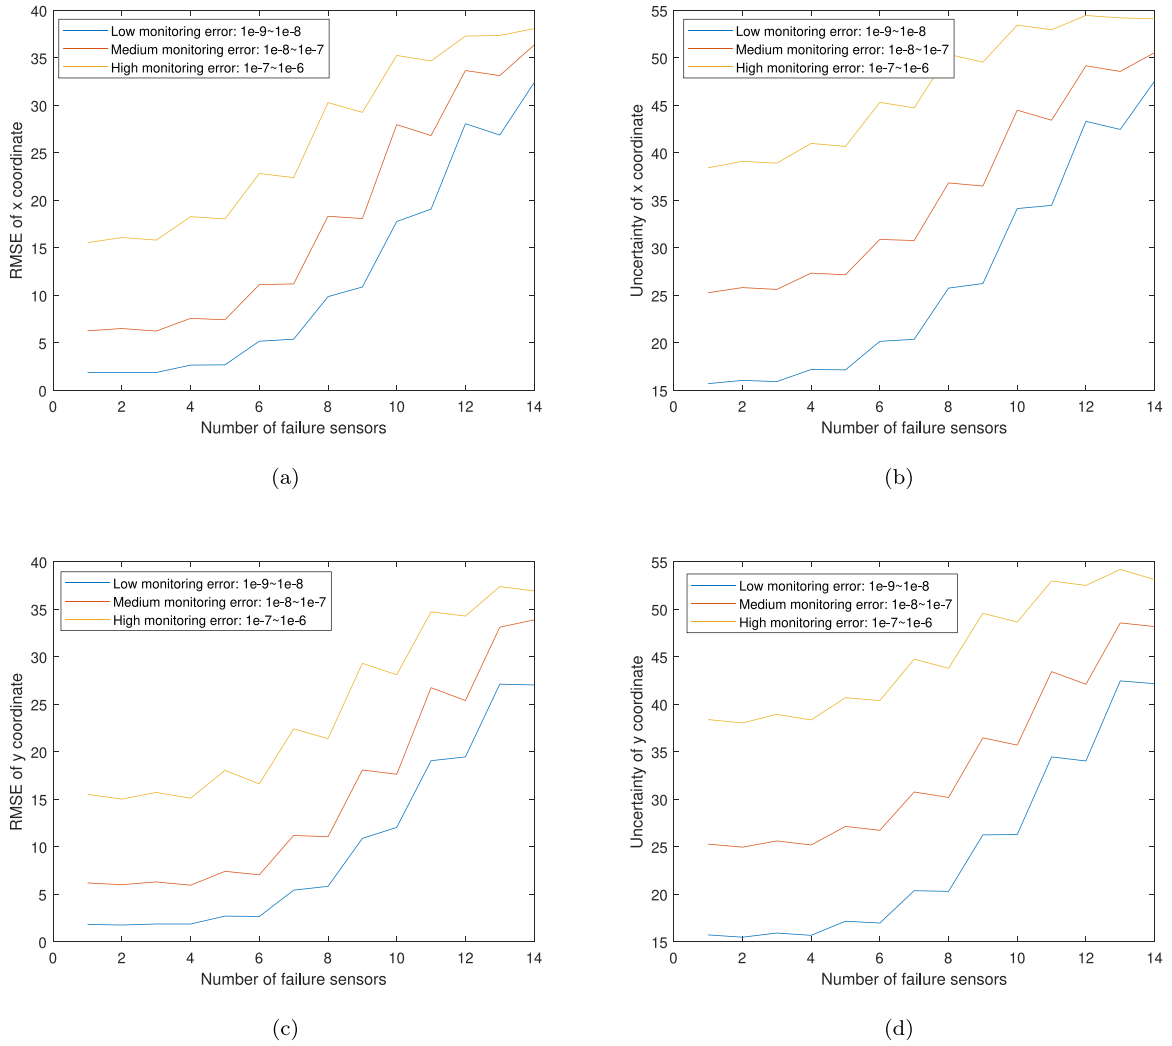 40
35
30
25
20
15
10
5
0
0 2 4 6 8 10 12 14
RMSE of x coordinate
Number of failure sensors
Low monitoring error: 1e-9~1e-8
Medium monitoring error: 1e-8~1e-7
High monitoring error: 1e-7~1e-6
(a)
55
50
45
40
35
30
25
20
15
0 2 4 6 8 10 12 14
Uncertainty of x coordinate
Number of failure sensors
Low monitoring error: 1e-9~1e-8
Medium monitoring error: 1e-8~1e-7
High monitoring error: 1e-7~1e-6
(b)
40
35
30
25
20
15
10
5
0
0 2 4 6 8 10 12 14
RMSE of y coordinate
Number of failure sensors
Low monitoring error: 1e-9~1e-8
Medium monitoring error: 1e-8~1e-7
High monitoring error: 1e-7~1e-6
(c)
55
50
45
40
35
30
25
20
15
0 2 4 6 8 10 12 14
Uncertainty of y coordinate
Number of failure sensors
Low monitoring error: 1e-9~1e-8
Medium monitoring error: 1e-8~1e-7
High monitoring error: 1e-7~1e-6
(d)